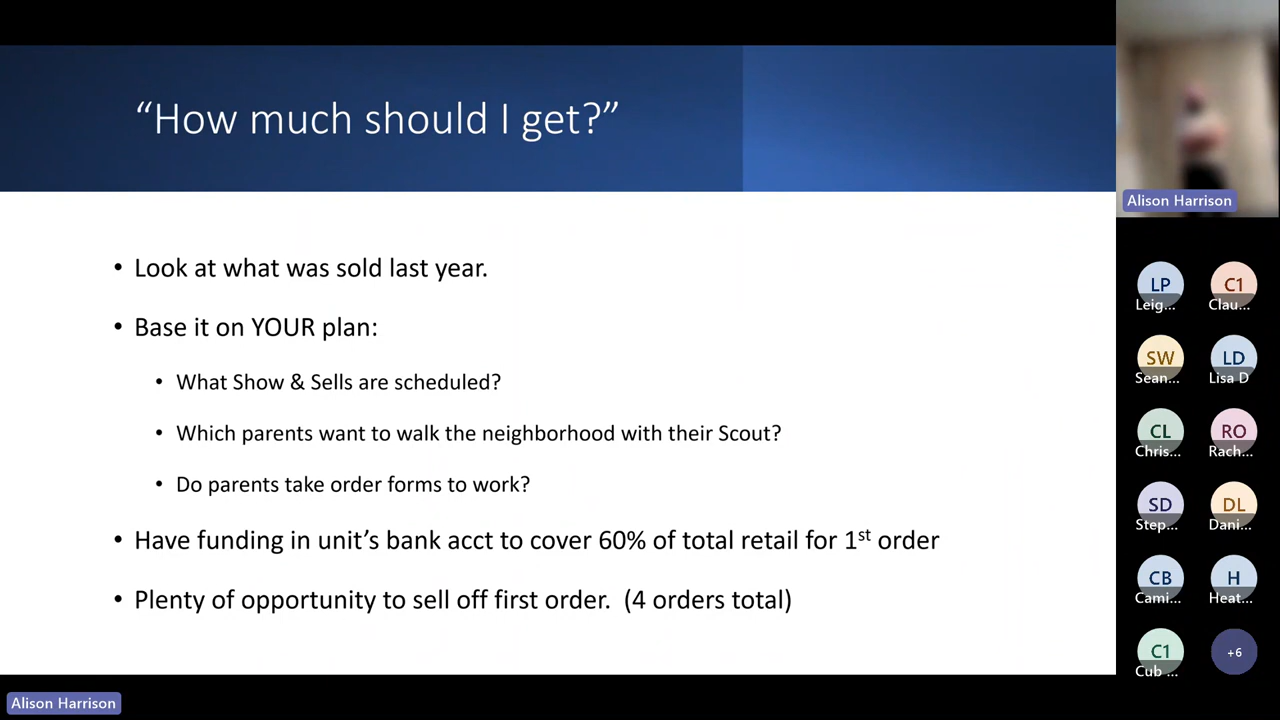 “How much should I get?”
• Look at what was sold last year.
• Base it on YOUR plan:
• What Show & Sells are scheduled?
• Which parents want to walk the neighborhood with their Scout?
• Do parents take order forms to work?
• Have funding in unit’s bank acct to cover 60% of total retail for 1st order
• Plenty of opportunity to sell off first order. (4 orders total)
Alison Harrison
Alison Harrison
LP
Leig...
C1
Clau...
SW
Sean...
LD
Lisa D
CL
Chris...
RO
Rach...
SD
Step...
DL
Dani...
CB
Cami...
H
Heat...
C1
Cub ...
+6